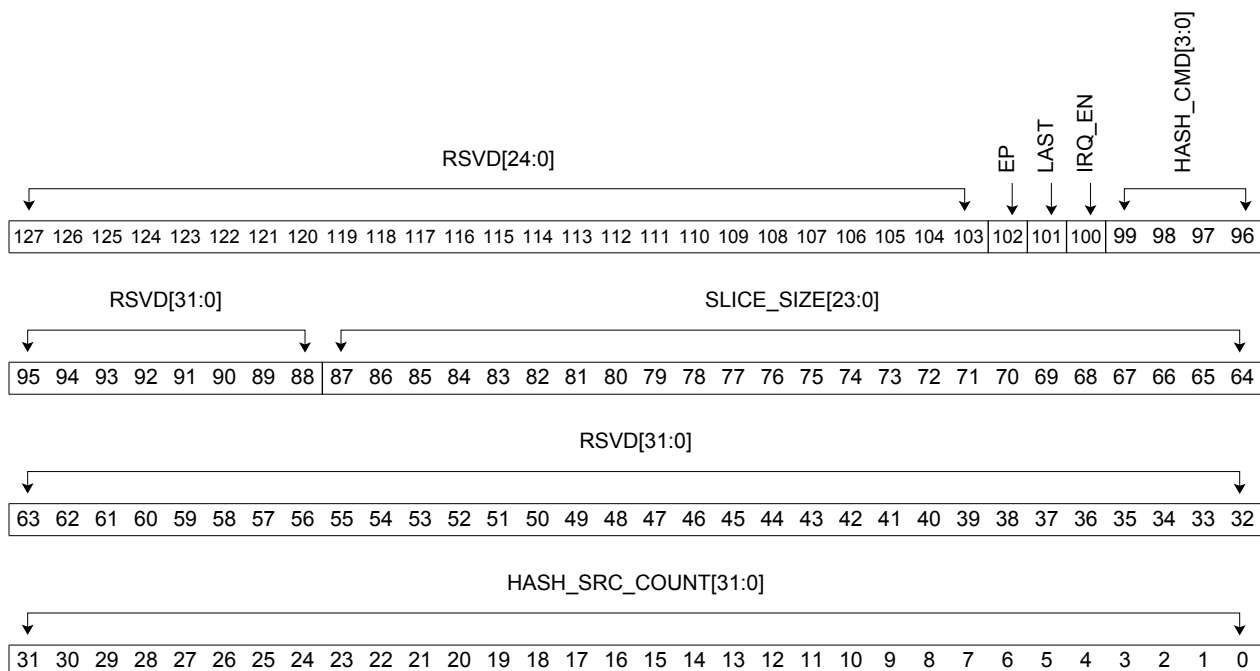 EP LAST IRQ_EN HASH_CMD[3:0]
RSVD[24:0]
127 126 125 124 123 122 121 120 119 118 117 116 115 114 113 112 111 110 109 108 107 106 105 104 103 102 101 100 99 98 97 96
RSVD[31:0] SLICE_SIZE[23:0]
95 94 93 92 91 90 89 88 87 86 85 84 83 82 81 80 79 78 77 76 75 74 73 72 71 70 69 68 67 66 65 64
RSVD[31:0]
63 62 61 60 59 58 57 56 55 54 53 52 51 50 49 48 47 46 45 44 43 42 41 40 39 38 37 36 35 34 33 32
HASH_SRC_COUNT[31:0]
31 30 29 28 27 26 25 24 23 22 21 20 19 18 17 16 15 14 13 12 11 10 9 8 7 6 5 4 3 2 1 0